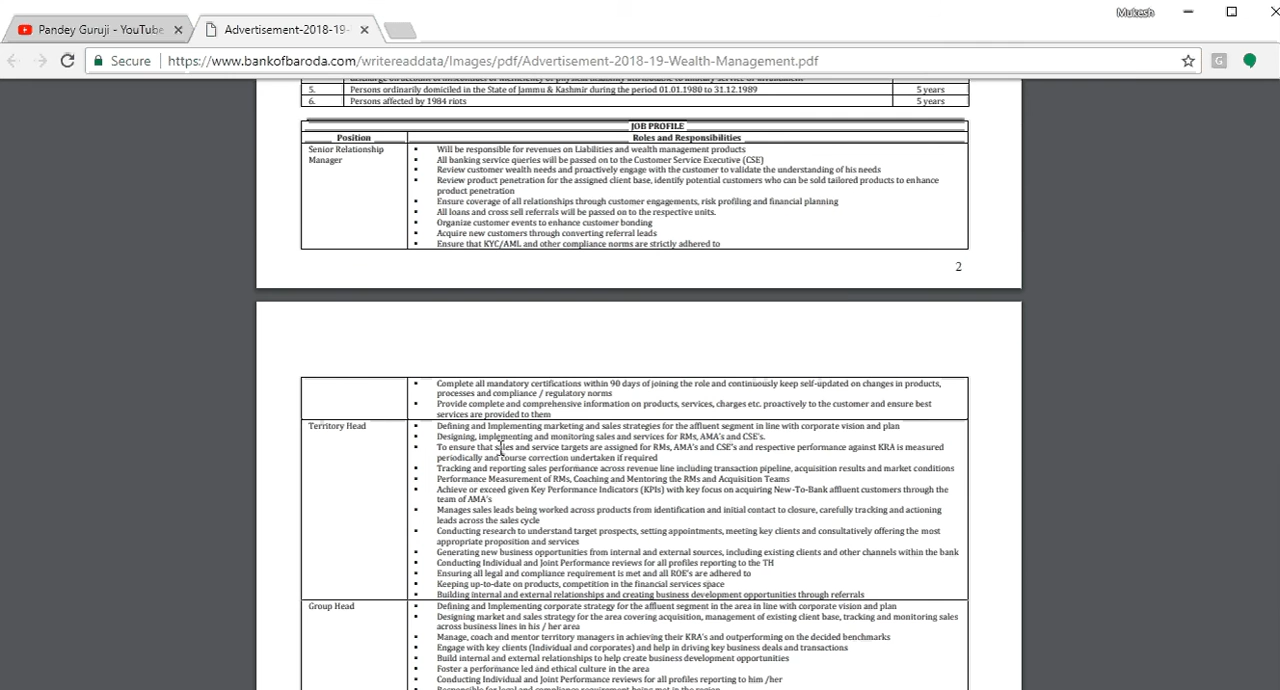 Mukesh
Pandey Guruji - YouTube
Advertisement-2018-19-
Secure https://www.bankofbaroda.com/writereaddata/Images/pdf/Advertisement-2018-19-Wealth-Management.pdf
5. Persons ordinarily domiciled in the State of Jammu & Kashmir during the period 01.01.1980 to 31.12.1989 5 years
6. Persons affected by 1984 riots 5 years
JOB PROFILE
Position Roles and Responsibilities
Senior Relationship Manager
▪ Will be responsible for revenues on Liabilities and wealth management products
▪ All banking service queries will be passed on to the Customer Service Executive (CSE)
▪ Review customer wealth needs and proactively engage with the customer to validate the understanding of his needs
▪ Review product penetration for the assigned client base, identify potential customers who can be sold tailored products to enhance
product penetration
▪ Ensure coverage of all relationships through customer engagements, risk profiling and financial planning
▪ All loans and cross sell referrals will be passed on to the respective units.
▪ Organize customer events to enhance customer bonding
▪ Acquire new customers through converting referral leads
▪ Ensure that KYC/AML and other compliance norms are strictly adhered to
2
▪ Complete all mandatory certifications within 90 days of joining the role and continuously keep self-updated on changes in products,
processes and compliance / regulatory norms
▪ Provide complete and comprehensive information on products, services, charges etc. proactively to the customer and ensure best
services are provided to them
Territory Head
▪ Defining and Implementing marketing and sales strategies for the affluent segment in line with corporate vision and plan
▪ Designing, implementing and monitoring sales and services for RMs, AMA's and CSE's.
▪ To ensure that sales and service targets are assigned for RMs, AMA's and CSE's and respective performance against KRA is measured
periodically and course correction undertaken if required
▪ Tracking and reporting sales performance across revenue line including transaction pipeline, acquisition results and market conditions
▪ Performance Measurement of RMs, Coaching and Mentoring the RMs and Acquisition Teams
▪ Achieve or exceed given Key Performance Indicators (KPIs) with key focus on acquiring New-To-Bank affluent customers through the
team of AMA's
▪ Manages sales leads being worked across products from identification and initial contact to closure, carefully tracking and actioning
leads across the sales cycle
▪ Conducting research to understand target prospects, setting appointments, meeting key clients and consultatively offering the most
appropriate proposition and services
▪ Generating new business opportunities from internal and external sources, including existing clients and other channels within the bank
▪ Conducting Individual and Joint Performance reviews for all profiles reporting to the TH
▪ Ensuring all legal and compliance requirement is met and all ROE's are adhered to
▪ Keeping up-to-date on products, competition in the financial services space
▪ Building internal and external relationships and creating business development opportunities through referrals
Group Head
▪ Defining and Implementing corporate strategy for the affluent segment in the area in line with corporate vision and plan
▪ Designing market and sales strategy for the area covering acquisition, management of existing client base, tracking and monitoring sales
across business lines in his / her area
▪ Manage, coach and mentor territory managers in achieving their KRA's and outperforming on the decided benchmarks
▪ Engage with key clients (Individual and corporates) and help in driving key business deals and transactions
▪ Build internal and external relationships to help create business development opportunities
▪ Foster a performance led and ethical culture in the area
▪ Conducting Individual and Joint Performance reviews for all profiles reporting to him /her